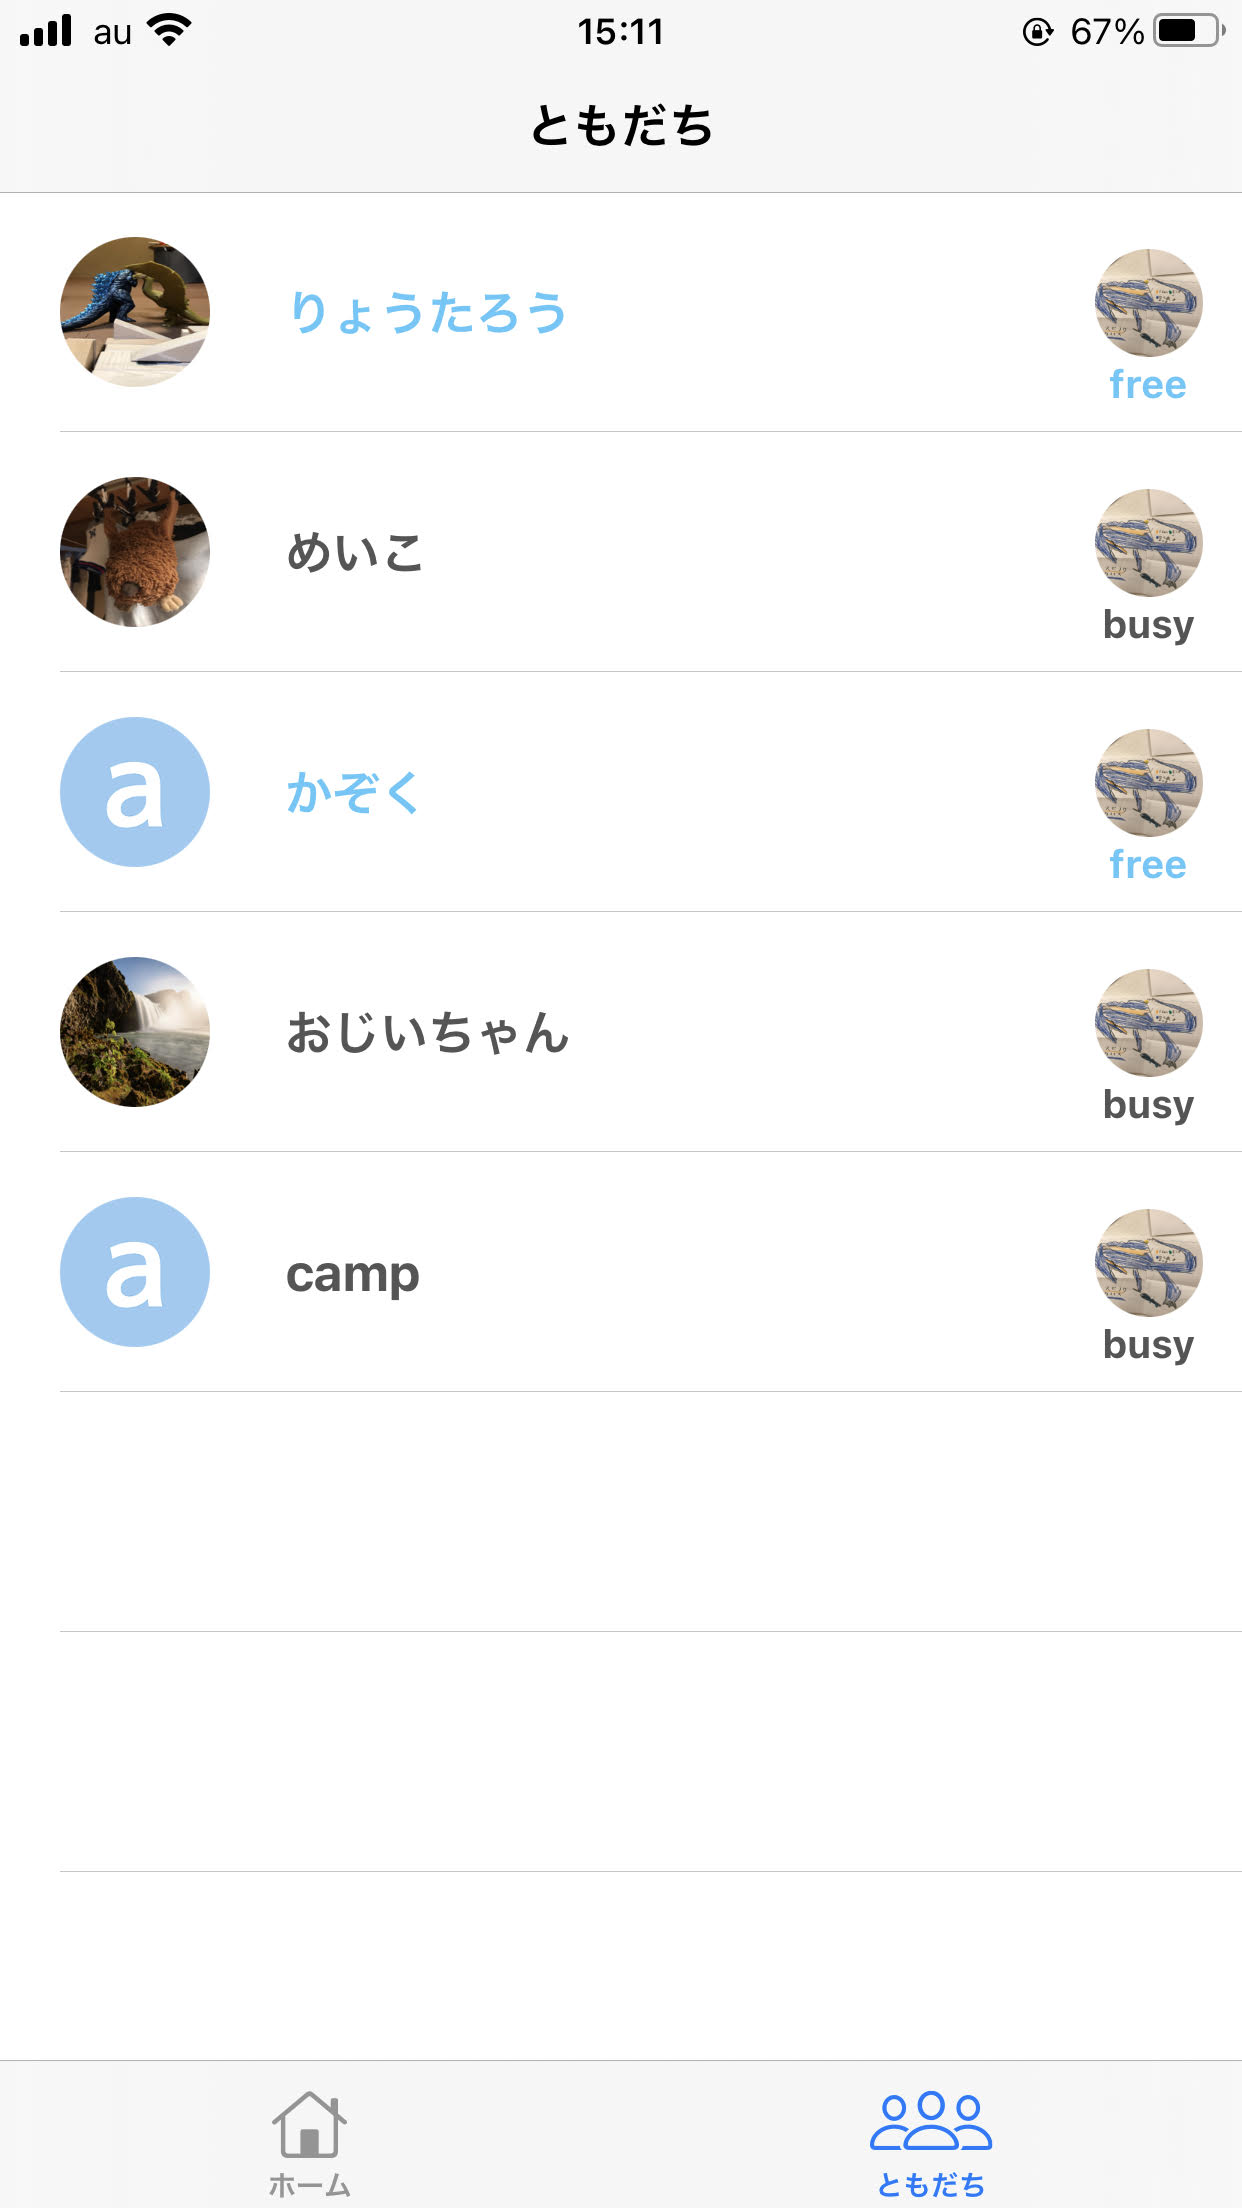 au 15:11 67%
ともだち
りょうたろう
free
めいこ
busy
a
かぞく
free
おじいちゃん
busy
a
camp
busy
ホーム
ともだち